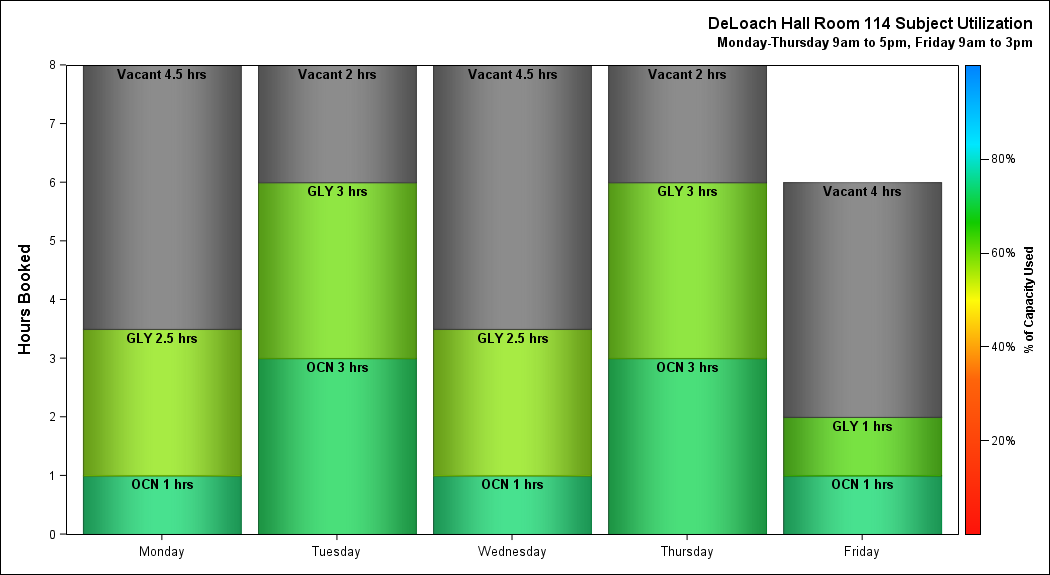 DeLoach Hall Room 114 Subject Utilization
Monday-Thursday 9am to 5pm, Friday 9am to 3pm
Hours Booked
8
7
6
5
4
3
2
1
0
Vacant 4.5 hrs
GLY 2.5 hrs
OCN 1 hrs
Vacant 2 hrs
GLY 3 hrs
OCN 3 hrs
Vacant 4.5 hrs
GLY 2.5 hrs
OCN 1 hrs
Vacant 2 hrs
GLY 3 hrs
OCN 3 hrs
Vacant 4 hrs
GLY 1 hrs
OCN 1 hrs
Monday
Tuesday
Wednesday
Thursday
Friday
80%
60%
40%
20%
% of Capacity Used